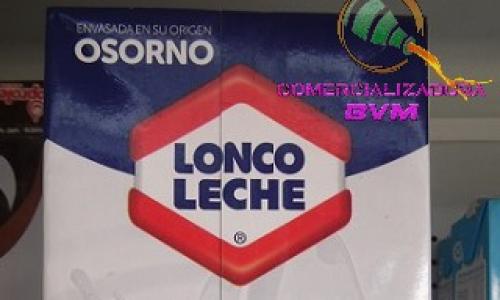 ENVASADA EN SU ORIGEN
OSORNO
COMERCIALIZADORA
BVM
LONCO
LECHE
®